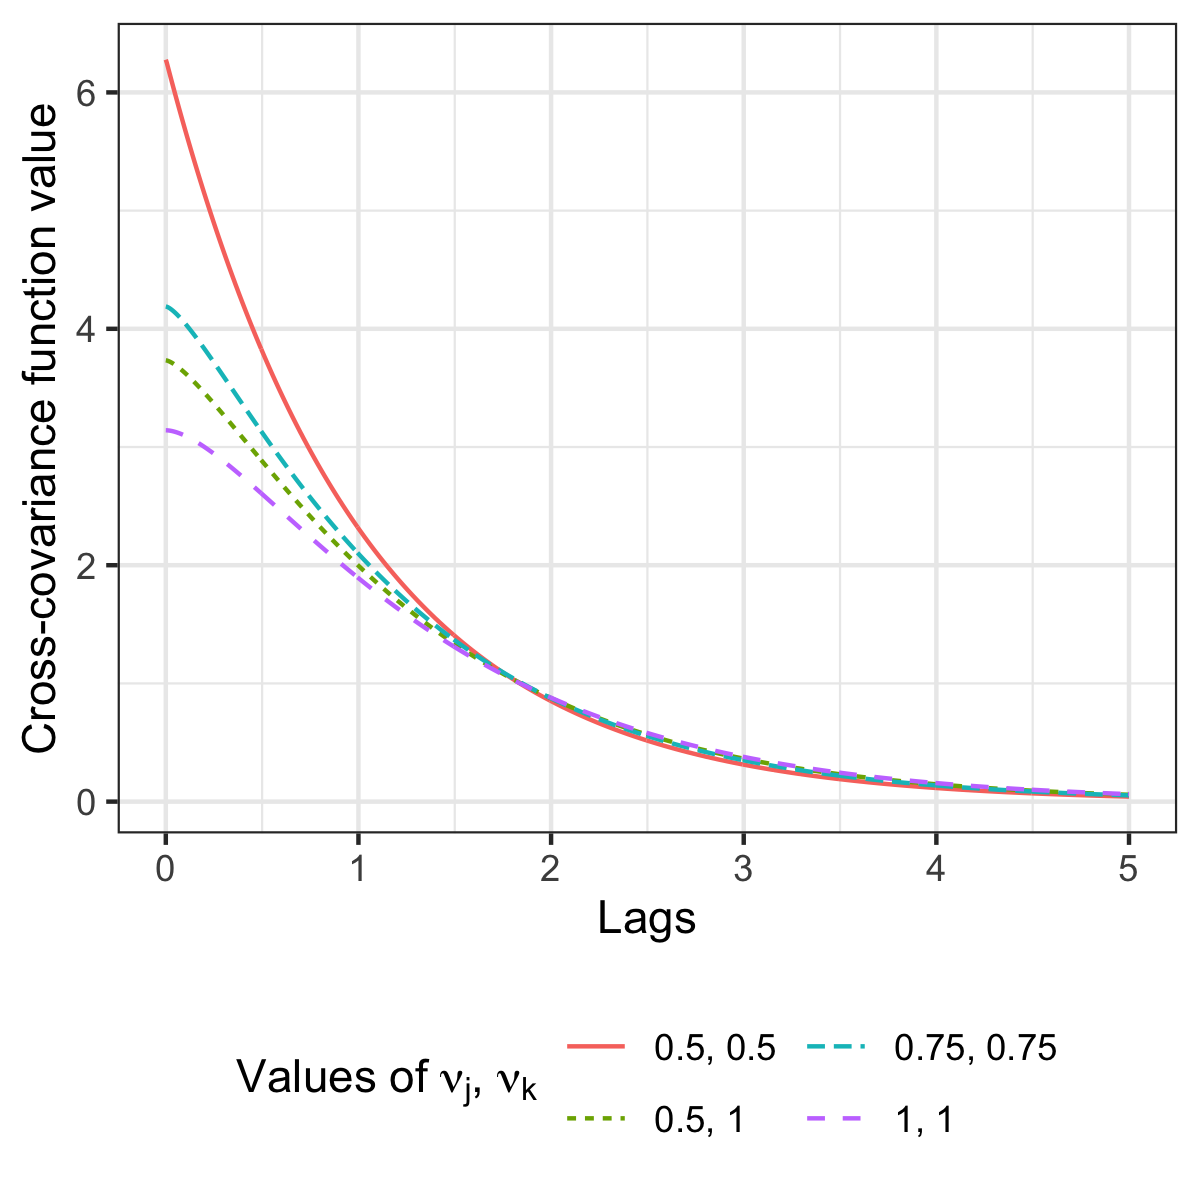 Cross-covariance function value
6
4
2
0
0 1 2 3 4 5
Lags
Values of νj, νk
0.5, 0.5
0.75, 0.75
0.5, 1
1, 1